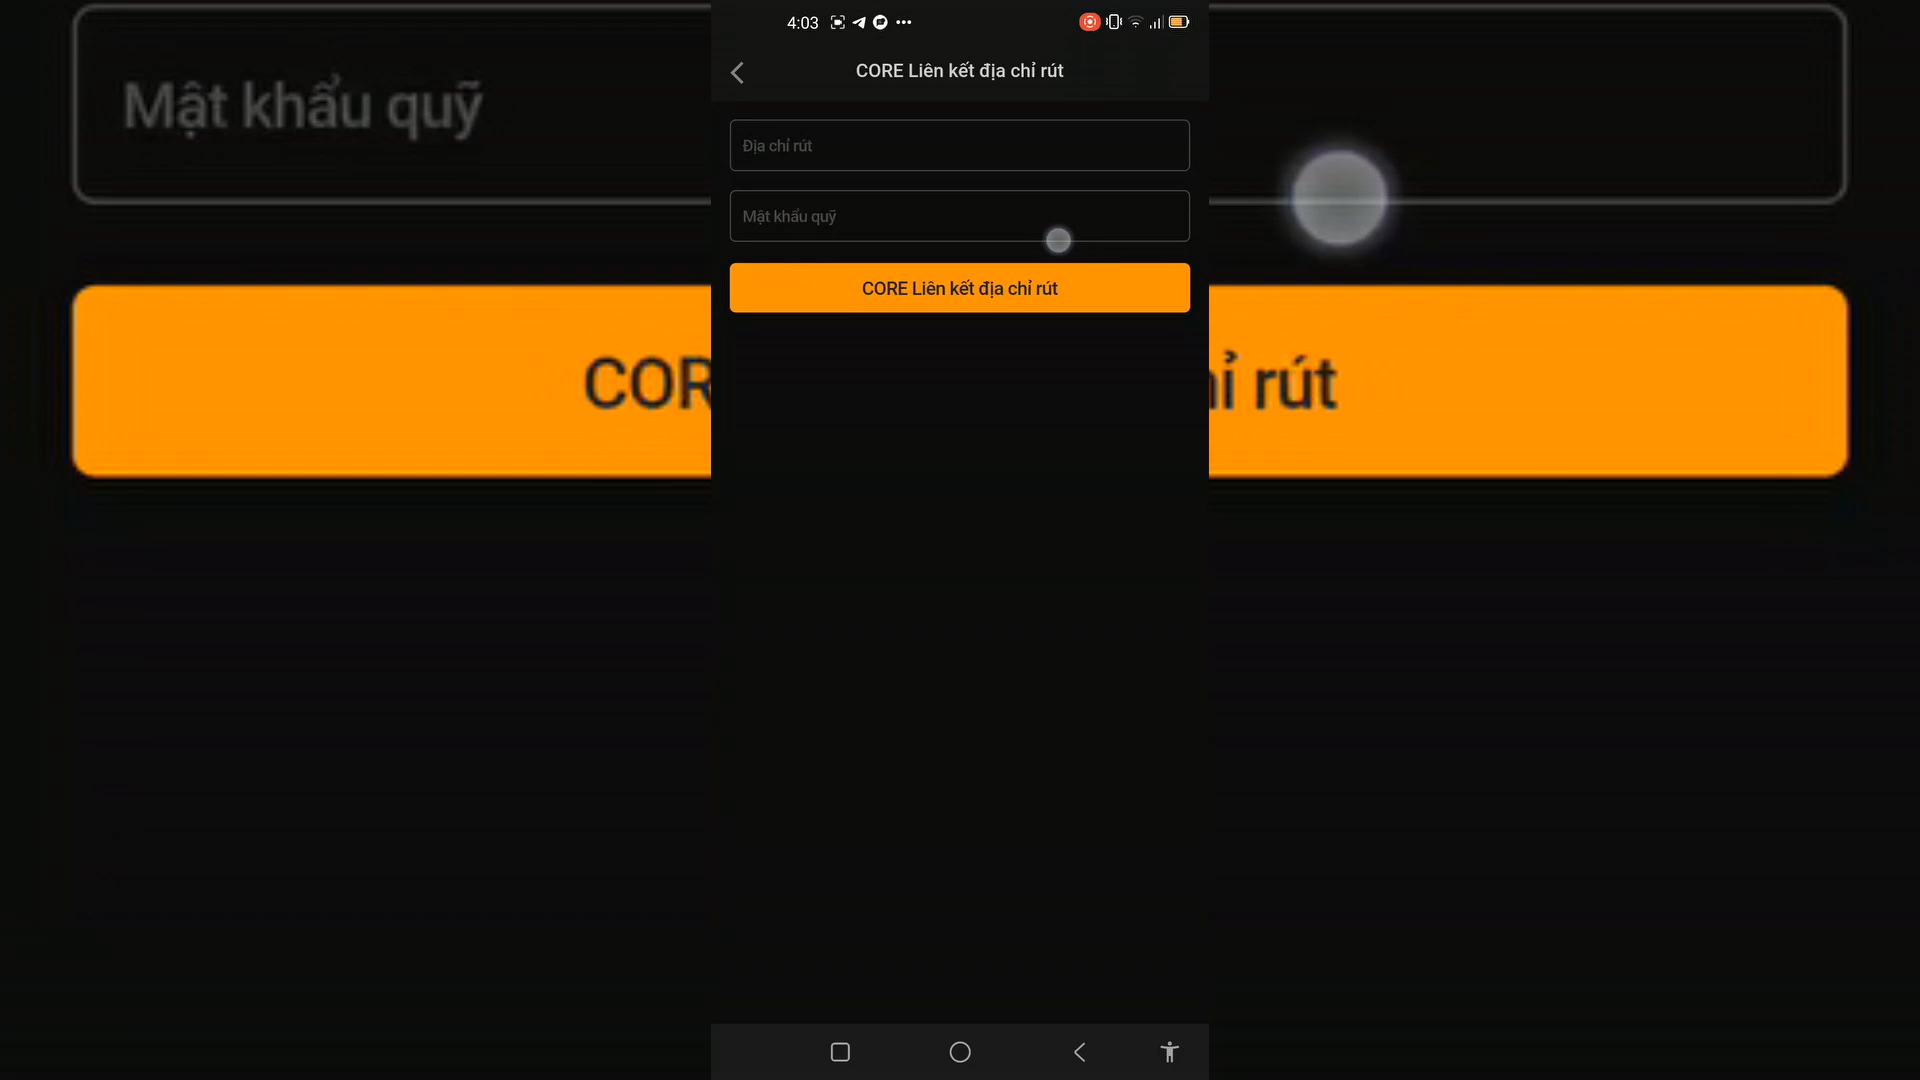 4:03
CORE Liên kết địa chỉ rút
Địa chỉ rút
Mật khẩu quỹ
CORE Liên kết địa chỉ rút
Mật khẩu quỹ
COR
ỉ rút